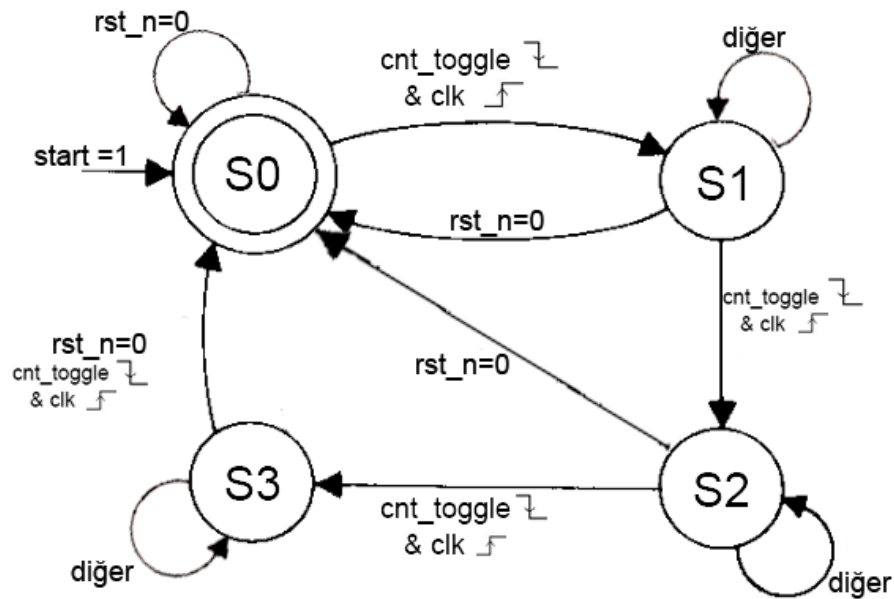 rst_n=0
cnt_toggle
& clk
diğer
start =1
S0
S1
rst_n=0
cnt_toggle
& clk
rst_n=0
cnt_toggle
& clk
rst_n=0
S3
S2
cnt_toggle
& clk
diğer
diğer